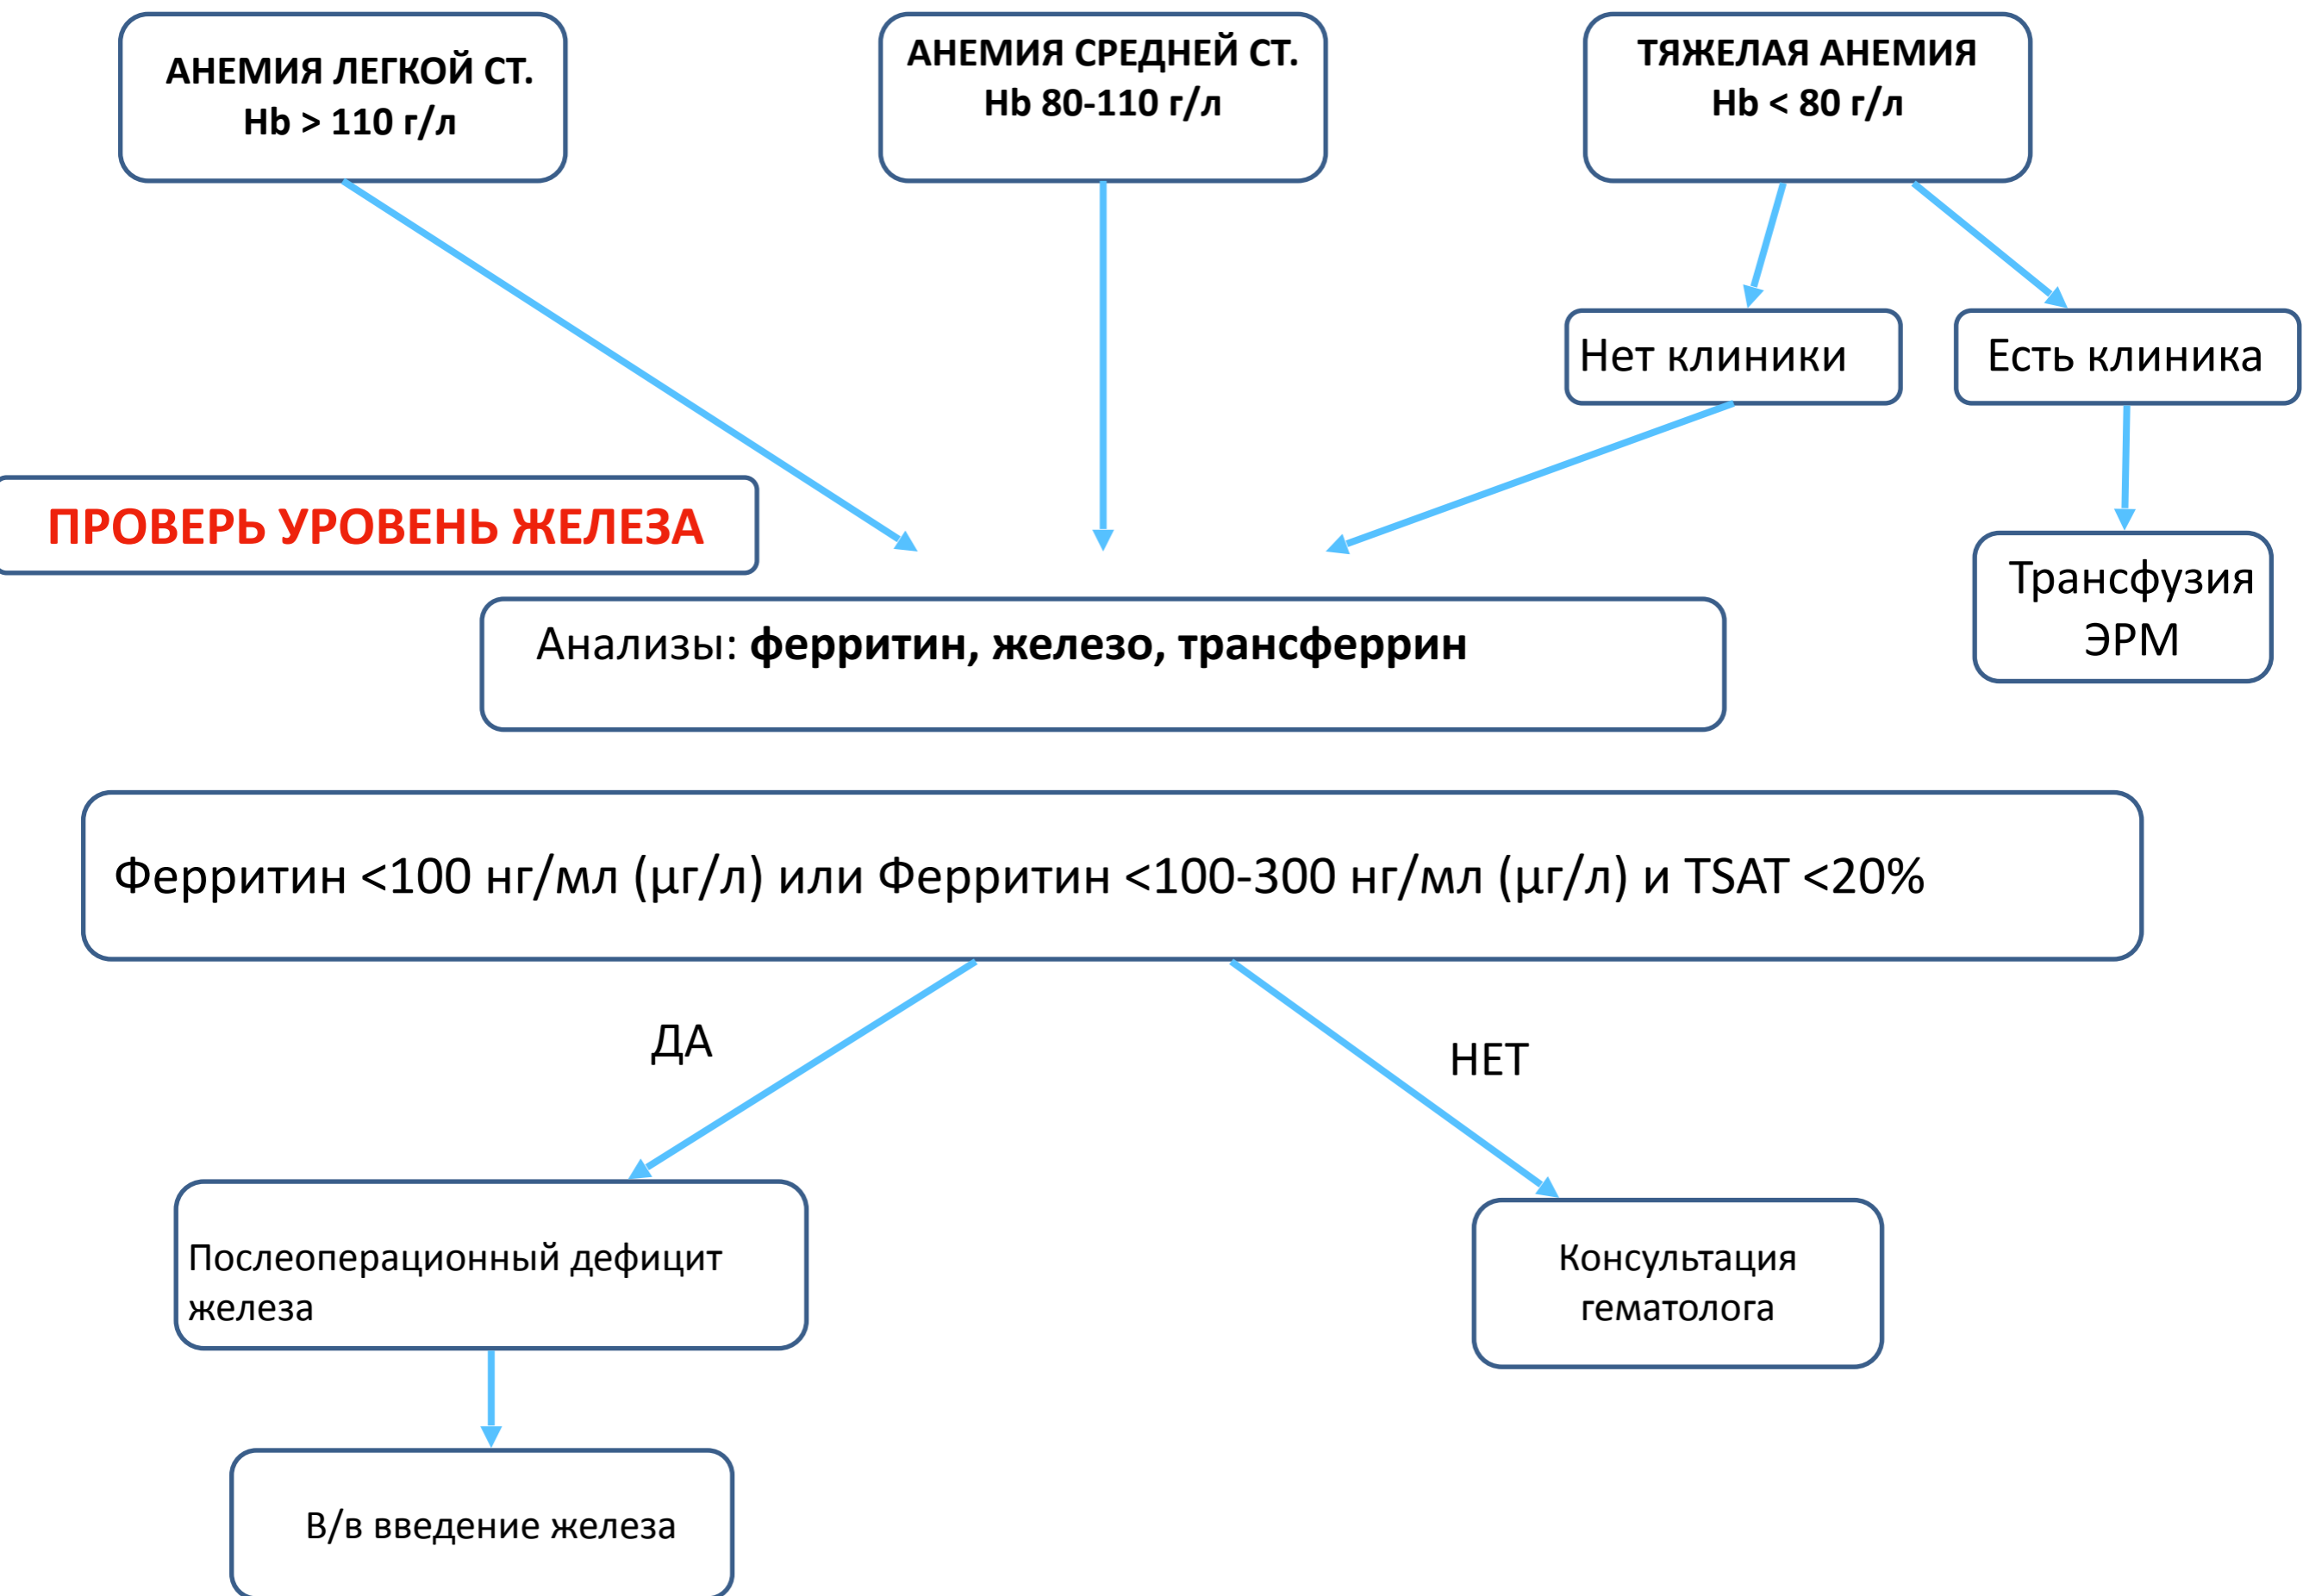 АНЕМИЯ ЛЕГКОЙ СТ.
Hb > 110 г/л
АНЕМИЯ СРЕДНЕЙ СТ.
Hb 80-110 г/л
ТЯЖЕЛАЯ АНЕМИЯ
Hb < 80 г/л
Нет клиники
Есть клиника
ПРОВЕРЬ УРОВЕНЬ ЖЕЛЕЗА
Трансфузия
ЭРМ
Анализы: ферритин, железо, трансферрин
Ферритин <100 нг/мл (µг/л) или Ферритин <100-300 нг/мл (µг/л) и TSAT <20%
ДА
НЕТ
Послеоперационный дефицит
железа
Консультация
гематолога
В/в введение железа